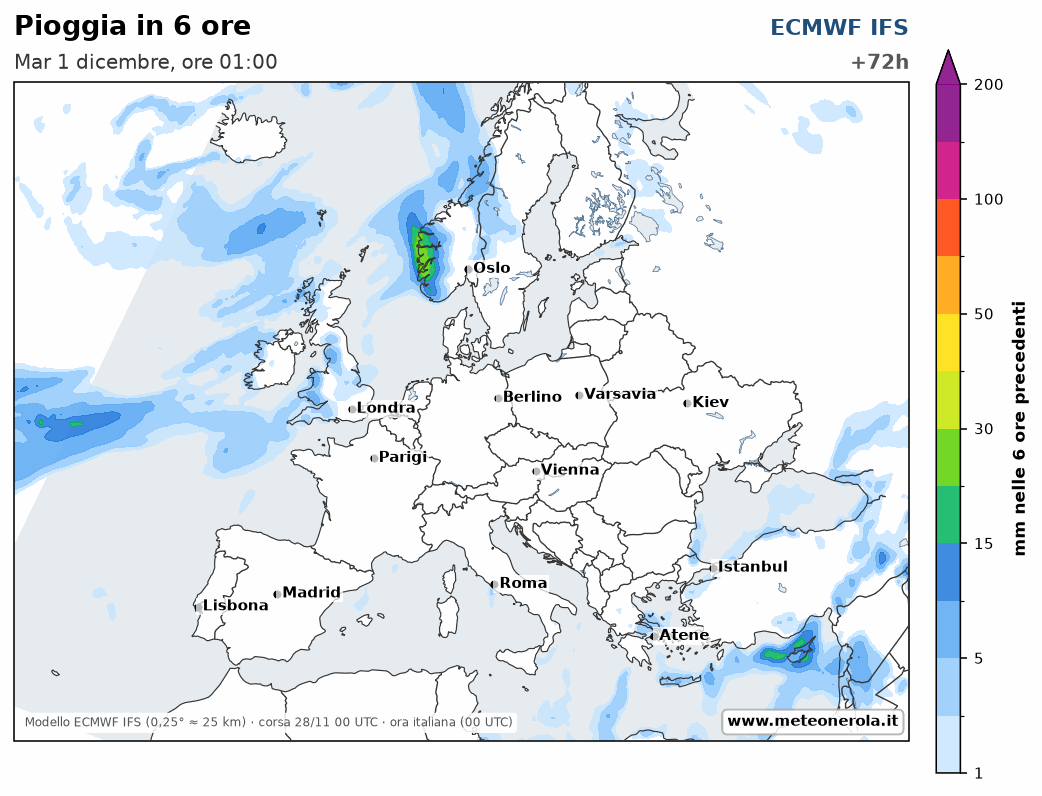 Pioggia in 6 ore
ECMWF IFS
Mar 1 dicembre, ore 01:00
+72h
200
100
50
30
15
5
1
mm nelle 6 ore precedenti
Oslo
Berlino
Varsavia
Kiev
Londra
Parigi
Vienna
Istanbul
Roma
Madrid
Lisbona
Atene
Modello ECMWF IFS (0,25° ≈ 25 km) · corsa 28/11 00 UTC · ora italiana (00 UTC)
www.meteonerola.it